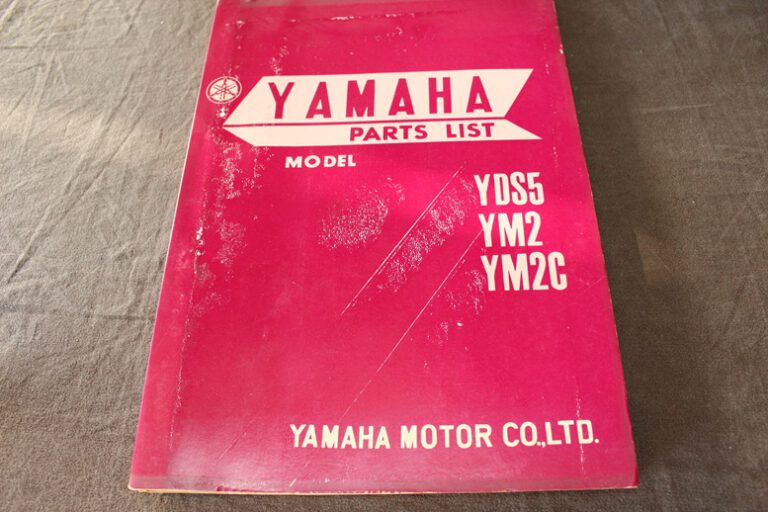 YAMAHA
PARTS LIST
MODEL
YDS5
YM2
YM2C
YAMAHA MOTOR CO.,LTD.